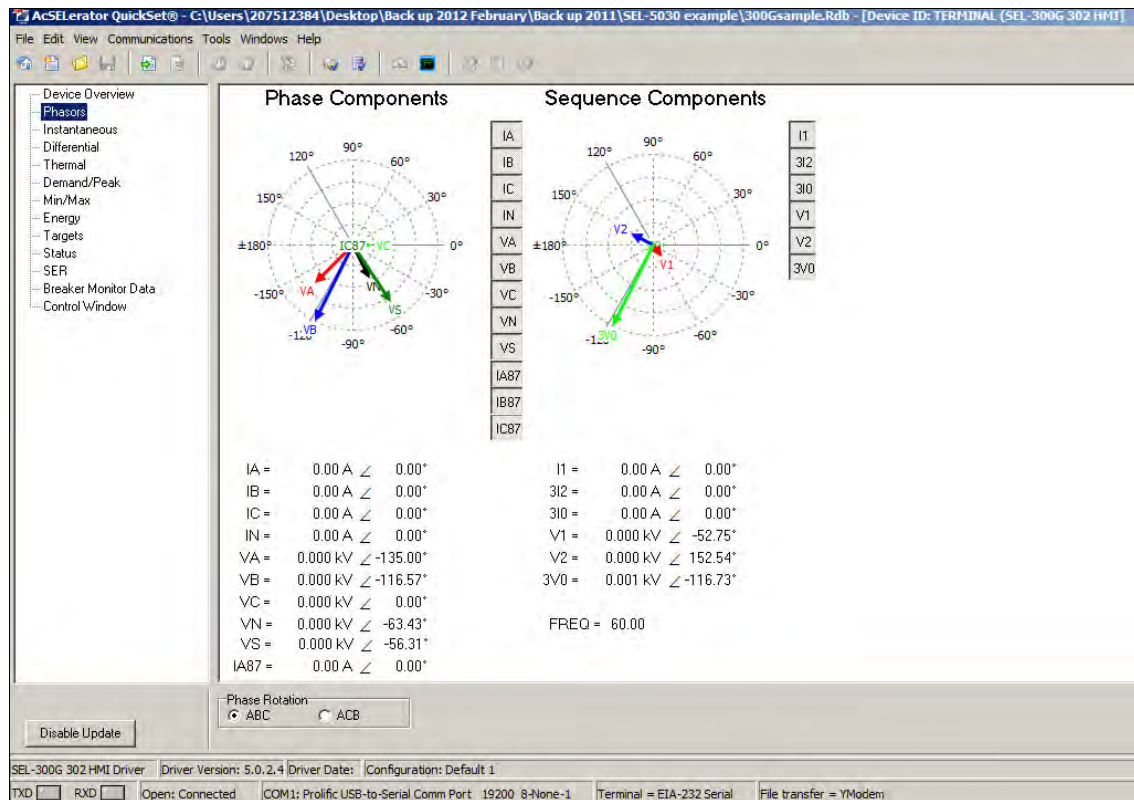 AcSELerator QuickSet® - C:\Users\207512384\Desktop\Back up 2012 February\Back up 2011\SEL-5030 example\300Gsample.Rdb - [Device ID: TERMINAL (SEL-300G 302 HMI]
File Edit View Communications Tools Windows Help
Device Overview
Phasors
Instantaneous
Differential
Thermal
Demand/Peak
Min/Max
Energy
Targets
Status
SER
Breaker Monitor Data
Control Window
Phase Components
90°
120°
60°
150°
30°
±180°
0°
IC87
VC
VA
VN
-150°
-30°
VS
VB
-60°
-90°
IA
IB
IC
IN
VA
VB
VC
VN
VS
IA87
IB87
IC87
Sequence Components
90°
120°
60°
150°
30°
V2
±180°
0°
V1
-150°
-30°
3V0
-60°
-90°
I1
3I2
3I0
V1
V2
3V0
IA = 0.00 A ∠ 0.00°
IB = 0.00 A ∠ 0.00°
IC = 0.00 A ∠ 0.00°
IN = 0.00 A ∠ 0.00°
VA = 0.000 kV ∠ -135.00°
VB = 0.000 kV ∠ -116.57°
VC = 0.000 kV ∠ 0.00°
VN = 0.000 kV ∠ -63.43°
VS = 0.000 kV ∠ -56.31°
IA87 = 0.00 A ∠ 0.00°
I1 = 0.00 A ∠ 0.00°
3I2 = 0.00 A ∠ 0.00°
3I0 = 0.00 A ∠ 0.00°
V1 = 0.000 kV ∠ -52.75°
V2 = 0.000 kV ∠ 152.54°
3V0 = 0.001 kV ∠ -116.73°
FREQ = 60.00
Phase Rotation
ABC ACB
Disable Update
SEL-300G 302 HMI Driver Driver Version: 5.0.2.4 Driver Date: Configuration: Default 1
TXD RXD Open: Connected COM1: Prolific USB-to-Serial Comm Port 19200 8-None-1 Terminal = EIA-232 Serial File transfer = YModem